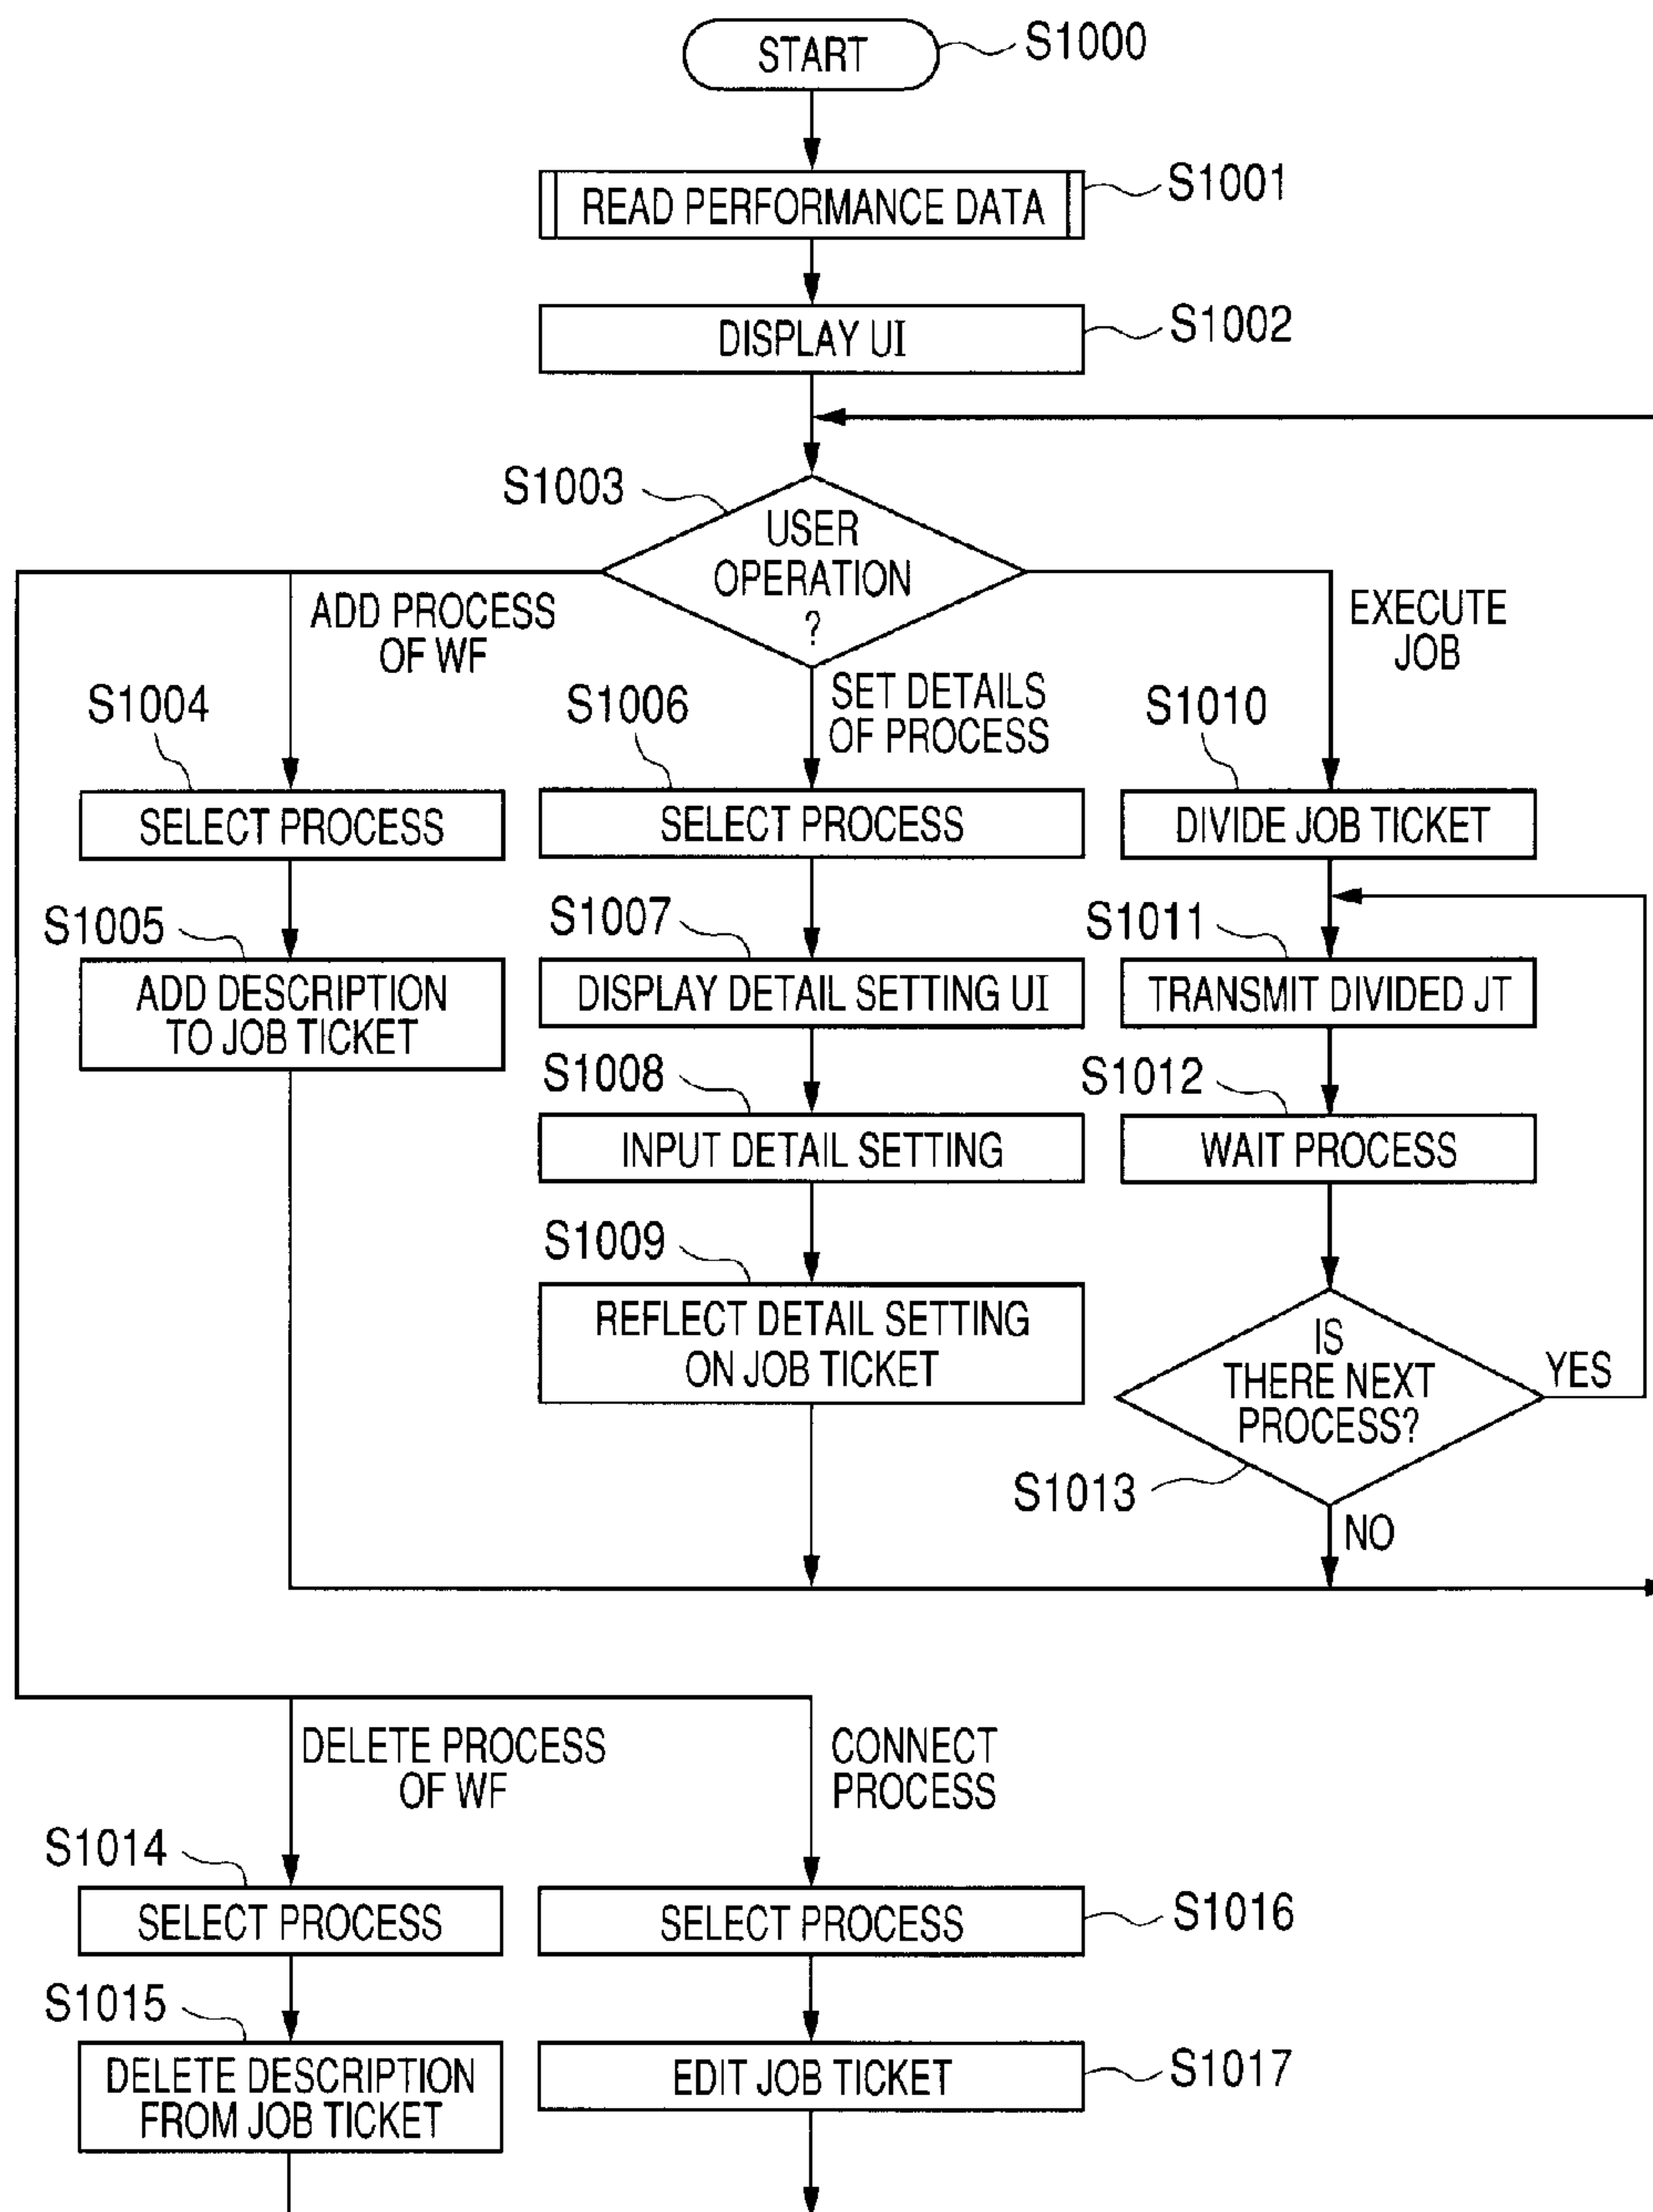 START
S1000
READ PERFORMANCE DATA
S1001
DISPLAY UI
S1002
S1003
USER
OPERATION
?
ADD PROCESS
OF WF
SET DETAILS
OF PROCESS
EXECUTE
JOB
S1004
SELECT PROCESS
S1005
ADD DESCRIPTION
TO JOB TICKET
S1006
SELECT PROCESS
S1007
DISPLAY DETAIL SETTING UI
S1008
INPUT DETAIL SETTING
S1009
REFLECT DETAIL SETTING
ON JOB TICKET
S1010
DIVIDE JOB TICKET
S1011
TRANSMIT DIVIDED JT
S1012
WAIT PROCESS
IS
THERE NEXT
PROCESS?
YES
S1013
NO
DELETE PROCESS
OF WF
CONNECT
PROCESS
S1014
SELECT PROCESS
S1015
DELETE DESCRIPTION
FROM JOB TICKET
SELECT PROCESS
S1016
EDIT JOB TICKET
S1017